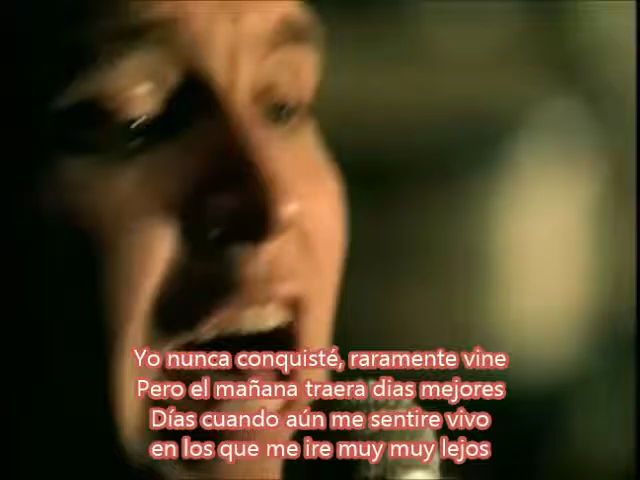 Yo nunca conquisté, raramente vine
Pero el mañana traera dias mejores
Días cuando aún me sentire vivo
en los que me ire muy muy lejos